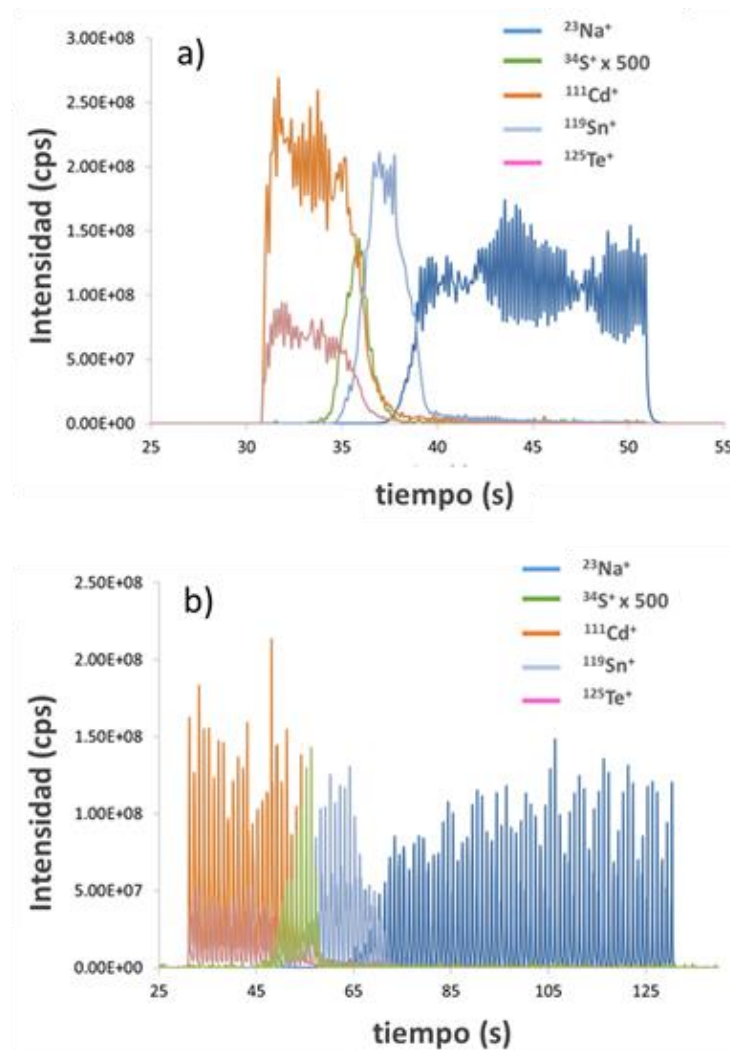 a)
3.00E+08
2.50E+08
2.00E+08
1.50E+08
1.00E+08
5.00E+07
0.00E+00
Intensidad (cps)
²³Na⁺
³⁴S⁺ x 500
¹¹¹Cd⁺
¹¹⁹Sn⁺
¹²⁵Te⁺
25 30 35 40 45 50 55
tiempo (s)
b)
2.50E+08
2.00E+08
1.50E+08
1.00E+08
5.00E+07
0.00E+00
Intensidad (cps)
²³Na⁺
³⁴S⁺ x 500
¹¹¹Cd⁺
¹¹⁹Sn⁺
¹²⁵Te⁺
25 45 65 85 105 125
tiempo (s)